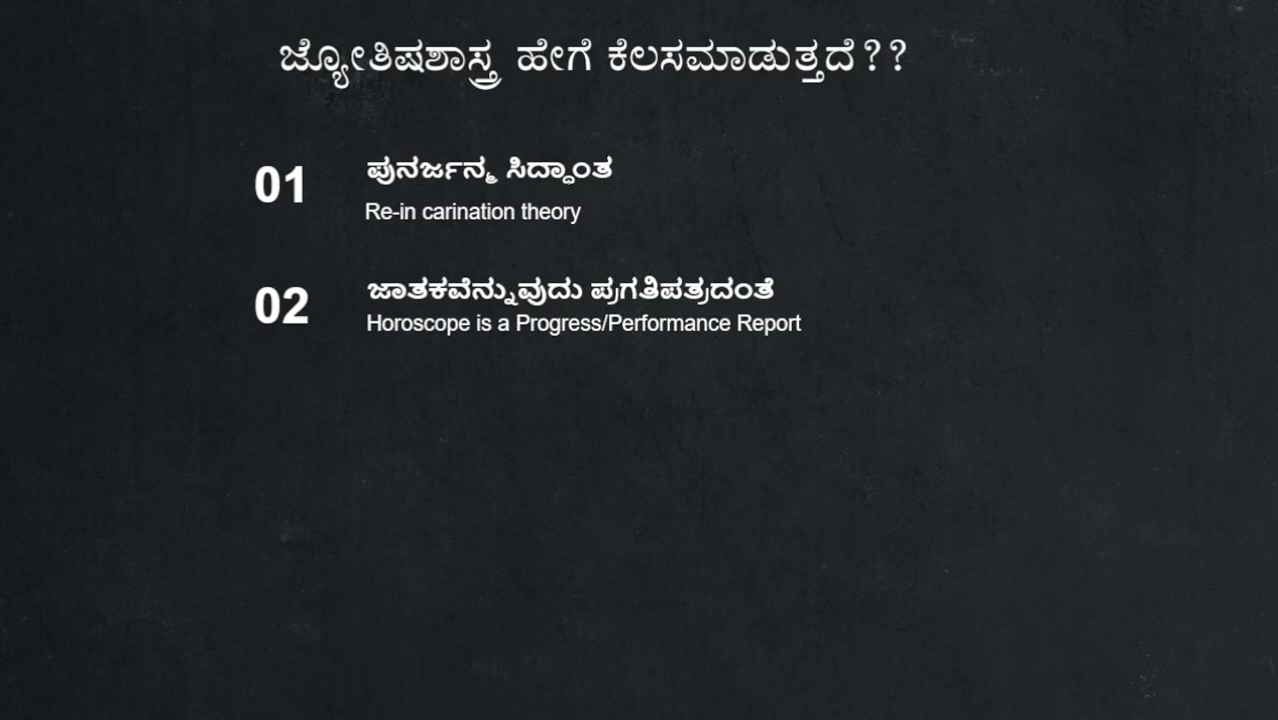 ಜ್ಯೋತಿಷಶಾಸ್ತ್ರ ಹೇಗೆ ಕೆಲಸಮಾಡುತ್ತದೆ??
01 ಪುನರ್ಜನ್ಮ ಸಿದ್ಧಾಂತ
Re-in carination theory
02 ಜಾತಕವೆನ್ನುವುದು ಪ್ರಗತಿಪತ್ರದಂತೆ
Horoscope is a Progress/Performance Report